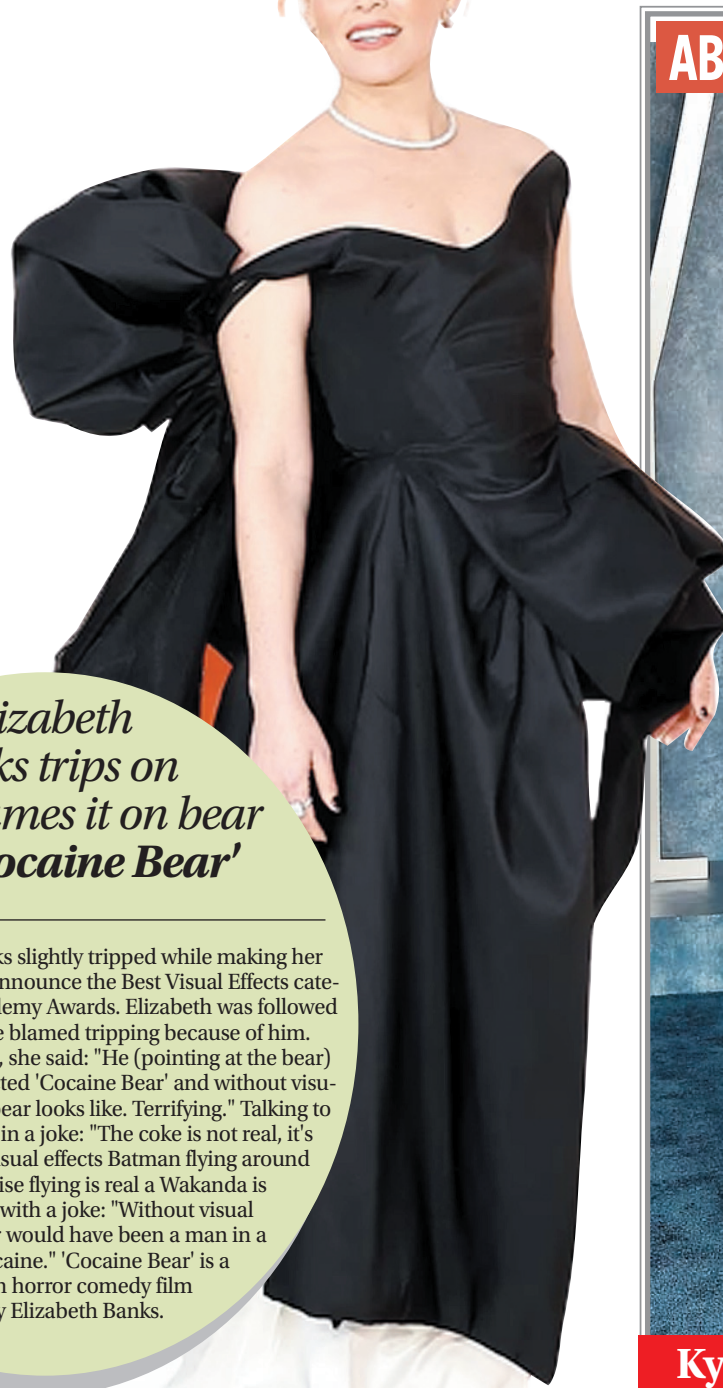 izabeth
ks trips on
mes it on bear
ocaine Bear'
ks slightly tripped while making her
nnounce the Best Visual Effects cate-
lemy Awards. Elizabeth was followed
e blamed tripping because of him.
, she said: "He (pointing at the bear)
ted 'Cocaine Bear' and without visu-
ear looks like. Terrifying." Talking to
in a joke: "The coke is not real, it's
sual effects Batman flying around
ise flying is real a Wakanda is
with a joke: "Without visual
r would have been a man in a
caine." 'Cocaine Bear' is a
n horror comedy film
y Elizabeth Banks.
AB
Ky